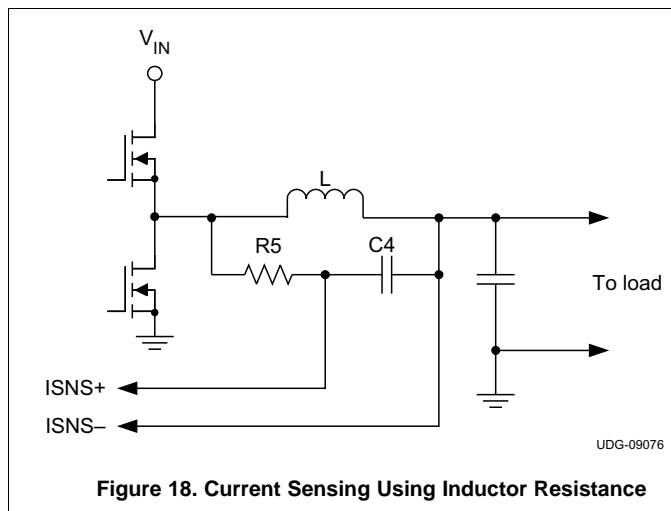 V_IN
L
R5
C4
To load
ISNS+
ISNS–
UDG-09076
Figure 18. Current Sensing Using Inductor Resistance